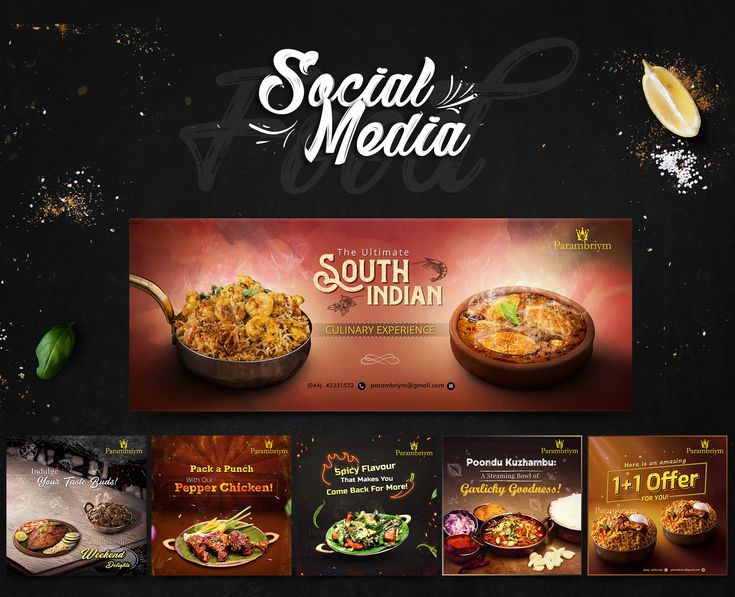 Food
Social
Media
Parambriym
The Ultimate
SOUTH
INDIAN
CULINARY EXPERIENCE
(044)- 42331532 parambriym@gmail.com
Parambriym
Indulge
Your Taste Buds!
Weekend
Delights
Parambriym
Pack a Punch
With Our
Pepper Chicken!
Parambriym
Spicy Flavour
That Makes You
Come Back For More!
Parambriym
Poondu Kuzhambu:
A Steaming Bowl of
Garlicky Goodness!
Parambriym
Here is an amazing
1+1 Offer
FOR YOU!